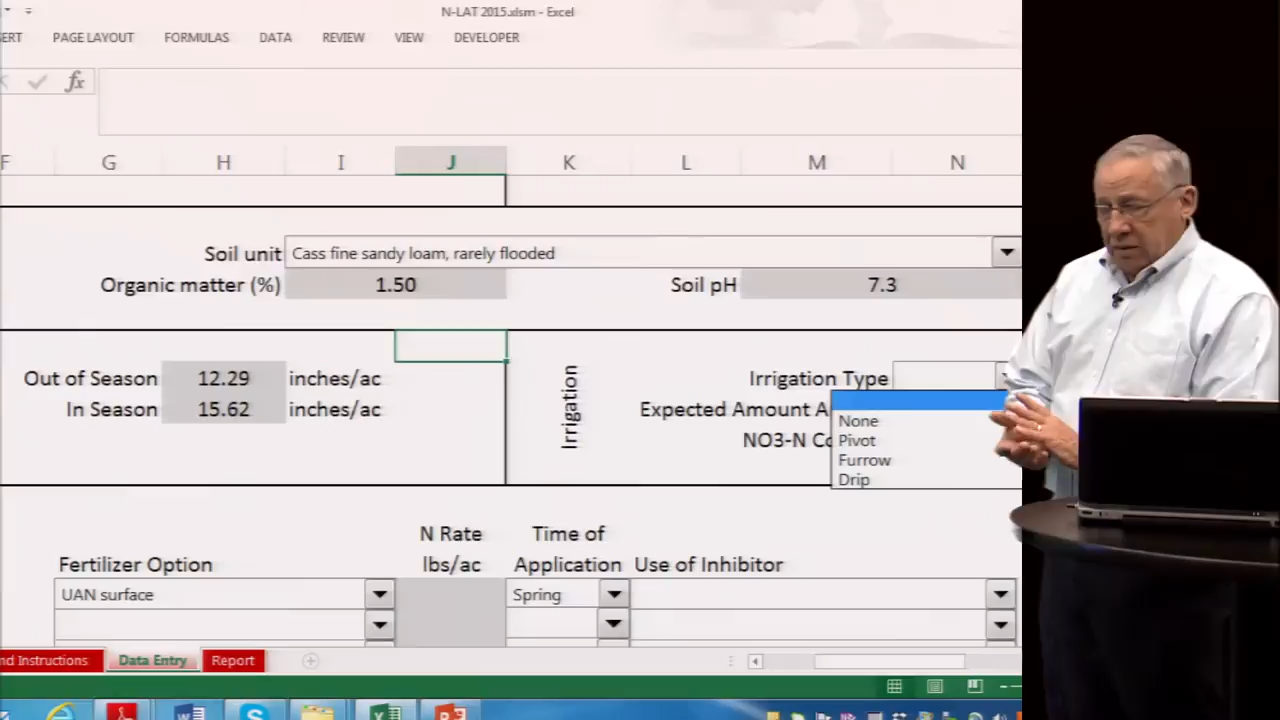 N-LAT 2015.xlsm - Excel
ERT PAGE LAYOUT FORMULAS DATA REVIEW VIEW DEVELOPER
fx
F G H I J K L M N
Soil unit Cass fine sandy loam, rarely flooded
Organic matter (%) 1.50 Soil pH 7.3
Out of Season 12.29 inches/ac Irrigation Irrigation Type
In Season 15.62 inches/ac Expected Amount A
None
NO3-N Co Pivot
Furrow
Drip
N Rate Time of
Fertilizer Option lbs/ac Application Use of Inhibitor
UAN surface Spring
nd Instructions Data Entry Report